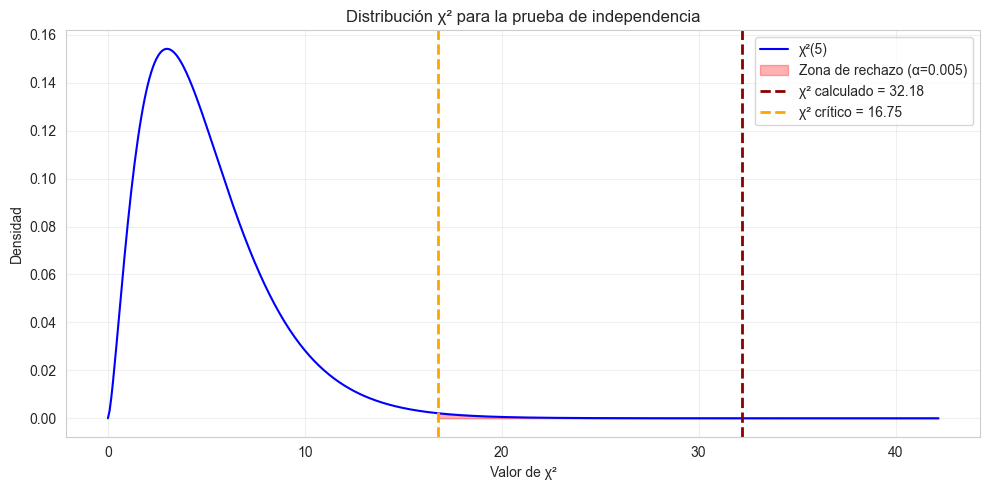 Distribución χ² para la prueba de independencia
0.16
0.14
0.12
0.10
0.08
0.06
0.04
0.02
0.00
Densidad
χ²(5)
Zona de rechazo (α=0.005)
χ² calculado = 32.18
χ² crítico = 16.75
0
10
20
30
40
Valor de χ²